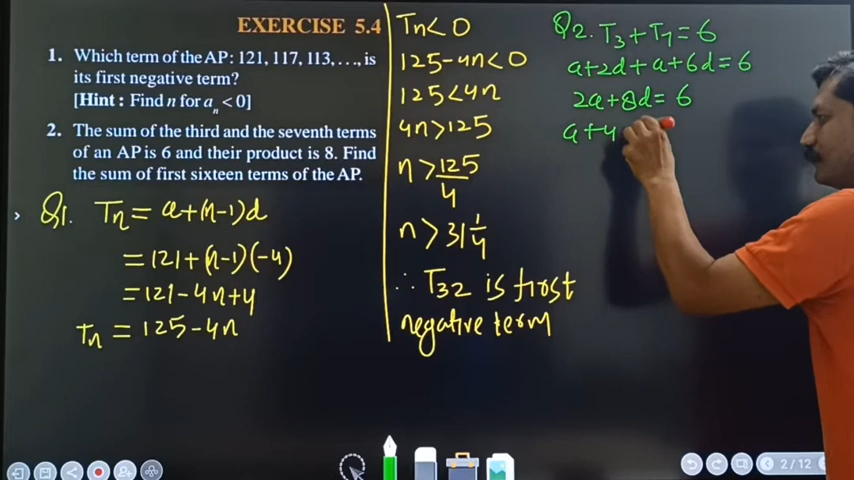 EXERCISE 5.4
1. Which term of the AP: 121, 117, 113, . . ., is
its first negative term?
[Hint : Find n for aₙ < 0]
2. The sum of the third and the seventh terms
of an AP is 6 and their product is 8. Find
the sum of first sixteen terms of the AP.
Q1. Tn = a+(n-1)d
=121+(n-1)(-4)
=121-4n+4
Tn = 125-4n
Tn < 0
125-4n<0
125<4n
4n>125
n > 125/4
n > 31 1/4
∴ T32 is first
negative term
Q2. T3+T7=6
a+2d+a+6d=6
2a+8d=6
a+4
2/12